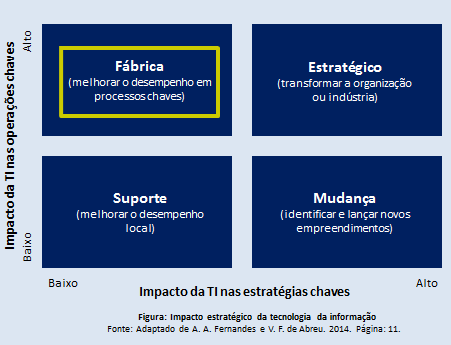 Impacto da TI nas operações chaves
Alto
Baixo
Fábrica
(melhorar o desempenho em
processos chaves)
Estratégico
(transformar a organização
ou indústria)
Suporte
(melhorar o desempenho
local)
Mudança
(identificar e lançar novos
empreendimentos)
Baixo
Alto
Impacto da TI nas estratégias chaves
Figura: Impacto estratégico da tecnologia da informação
Fonte: Adaptado de A. A. Fernandes e V. F. de Abreu. 2014. Página: 11.